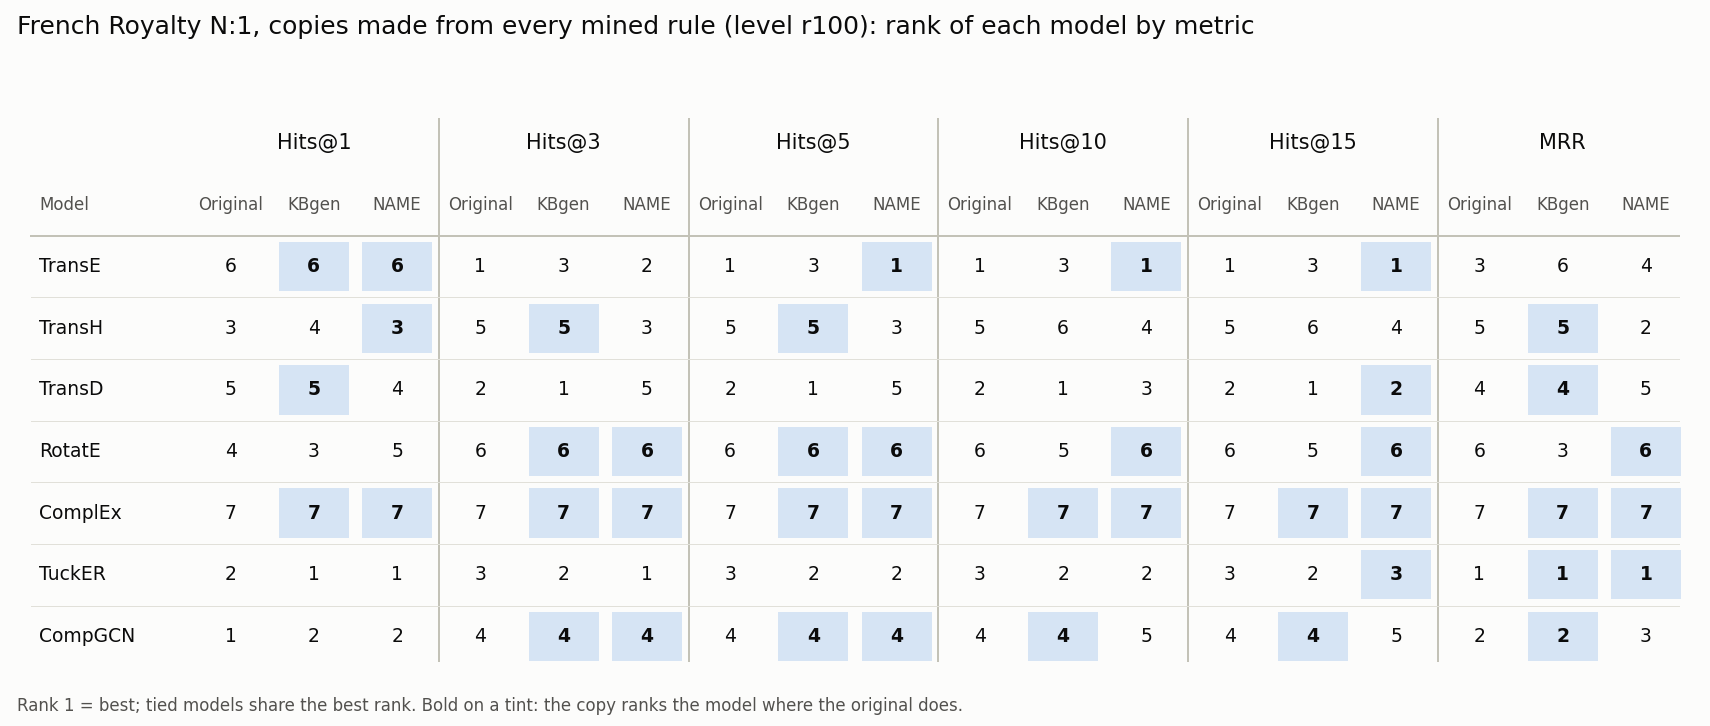 French Royalty N:1, copies made from every mined rule (level r100): rank of each model by metric
Hits@1 Hits@3 Hits@5 Hits@10 Hits@15 MRR
Model Original KBgen NAME Original KBgen NAME Original KBgen NAME Original KBgen NAME Original KBgen NAME Original KBgen NAME
TransE 6 6 6 1 3 2 1 3 1 1 3 1 1 3 1 3 6 4
TransH 3 4 3 5 5 3 5 5 3 5 6 4 5 6 4 5 5 2
TransD 5 5 4 2 1 5 2 1 5 2 1 3 2 1 2 4 4 5
RotatE 4 3 5 6 6 6 6 6 6 6 5 6 6 5 6 6 3 6
ComplEx 7 7 7 7 7 7 7 7 7 7 7 7 7 7 7 7 7 7
TuckER 2 1 1 3 2 1 3 2 2 3 2 2 3 2 3 1 1 1
CompGCN 1 2 2 4 4 4 4 4 4 4 4 5 4 4 5 2 2 3
Rank 1 = best; tied models share the best rank. Bold on a tint: the copy ranks the model where the original does.